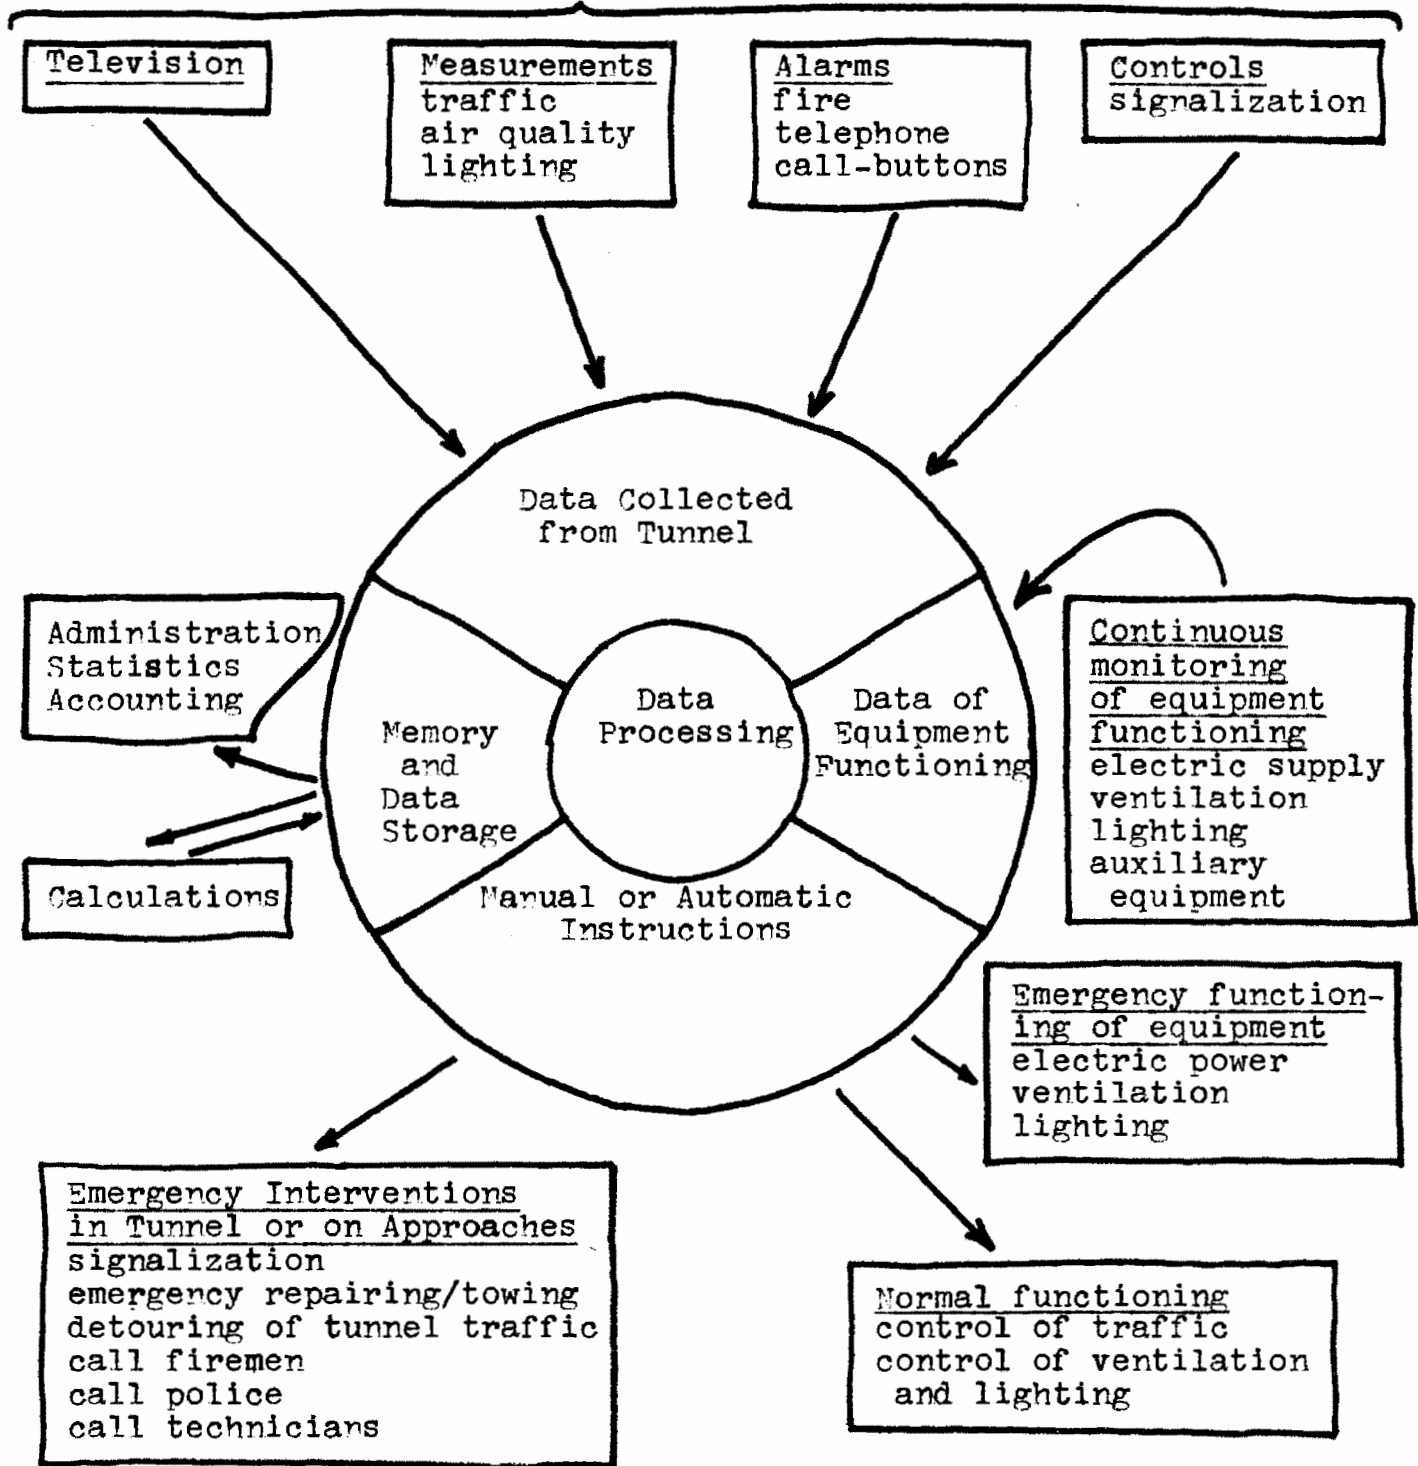 Television
Measurements
traffic
air quality
lighting
Alarms
fire
telephone
call-buttons
Controls
signalization
Data Collected
from Tunnel
Administration
Statistics
Accounting
Memory
and
Data
Storage
Data
Processing
Data of
Equipment
Functioning
Continuous
monitoring
of equipment
functioning
electric supply
ventilation
lighting
auxiliary
equipment
Calculations
Manual or Automatic
Instructions
Emergency function-
ing of equipment
electric power
ventilation
lighting
Emergency Interventions
in Tunnel or on Approaches
signalization
emergency repairing/towing
detouring of tunnel traffic
call firemen
call police
call technicians
Normal functioning
control of traffic
control of ventilation
and lighting